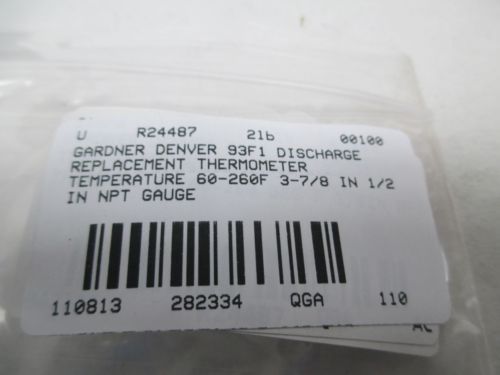 U R24487 21b 00100
GARDNER DENVER 93F1 DISCHARGE
REPLACEMENT THERMOMETER
TEMPERATURE 60-260F 3-7/8 IN 1/2
IN NPT GAUGE
110813 282334 QGA 110